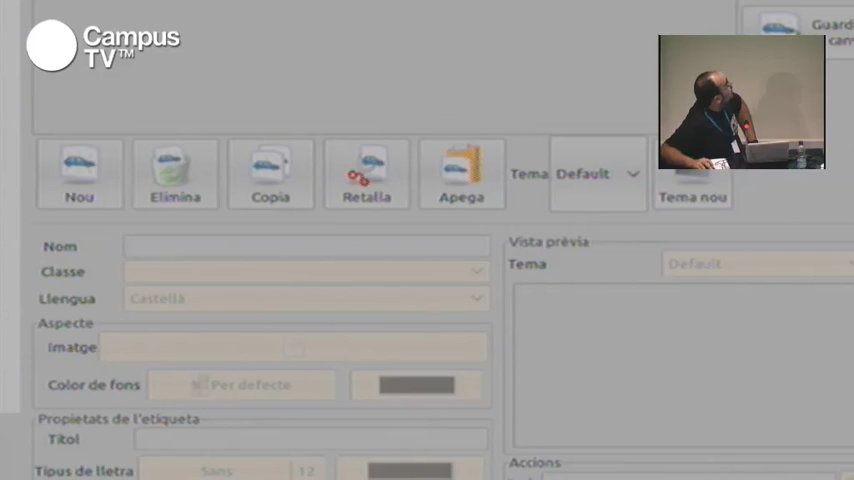 Campus
TV™
Nou
Elimina
Copia
Retalla
Apega
Tema
Default
Tema nou
Nom
Classe
Llengua
Castellà
Aspecte
Imatge
Color de fons
Per defecte
Propietats de l'etiqueta
Títol
Tipus de lletra
Sans
12
Vista prèvia
Tema
Default
Accions